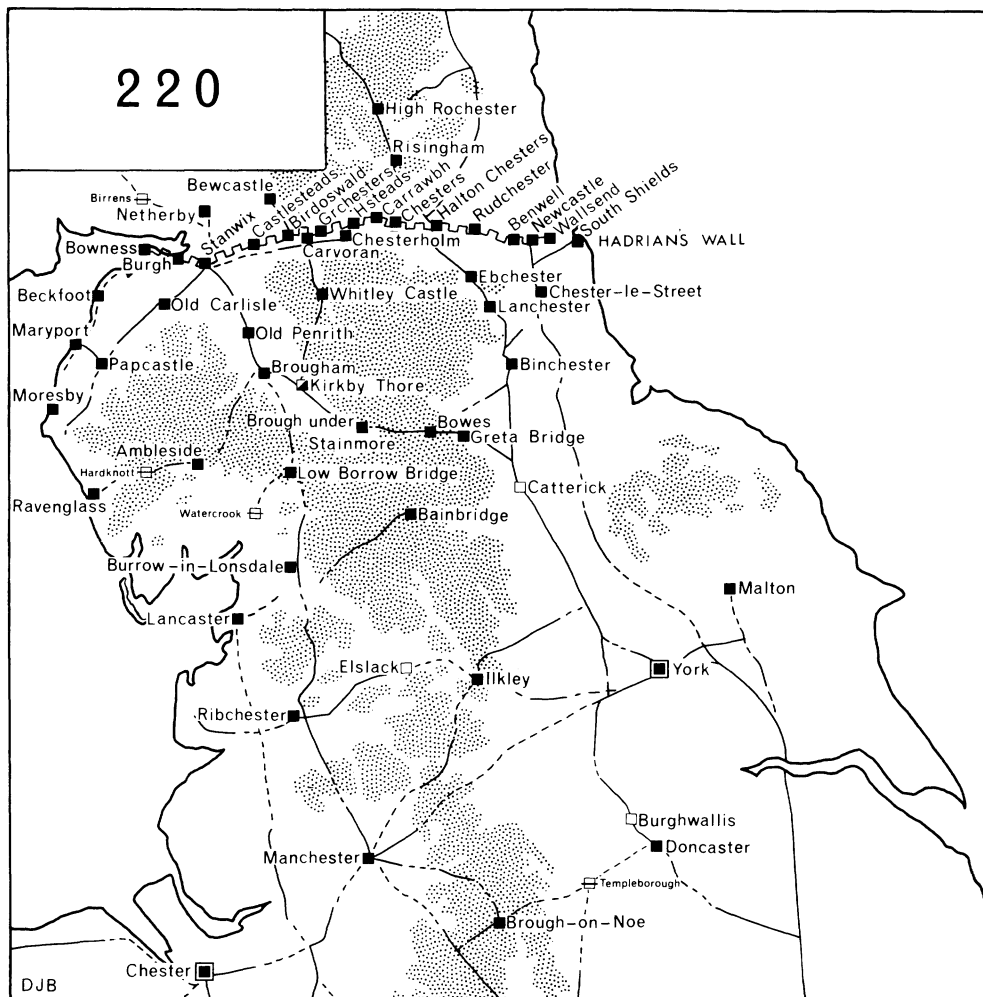 220
High Rochester
Risingham
Birrens
Bewcastle
Netherby
Stanwix
Castlesteads
Birdoswald
Grchesters
Hsteads
Carrawbh
Chesters
Halton Chesters
Rudchester
Benwell
Newcastle
Wallsend
South Shields
HADRIAN'S WALL
Bowness
Burgh
Carvoran
Chesterholm
Beckfoot
Old Carlisle
Whitley Castle
Ebchester
Chester-le-Street
Lanchester
Maryport
Old Penrith
Papcastle
Brougham
Binchester
Kirkby Thore
Moresby
Brough under
Stainmore
Bowes
Greta Bridge
Ambleside
Hardknott
Low Borrow Bridge
Catterick
Ravenglass
Watercrook
Bainbridge
Burrow-in-Lonsdale
Malton
Lancaster
Elslack
Ilkley
York
Ribchester
Burghwallis
Manchester
Doncaster
Templeborough
Brough-on-Noe
Chester
DJB